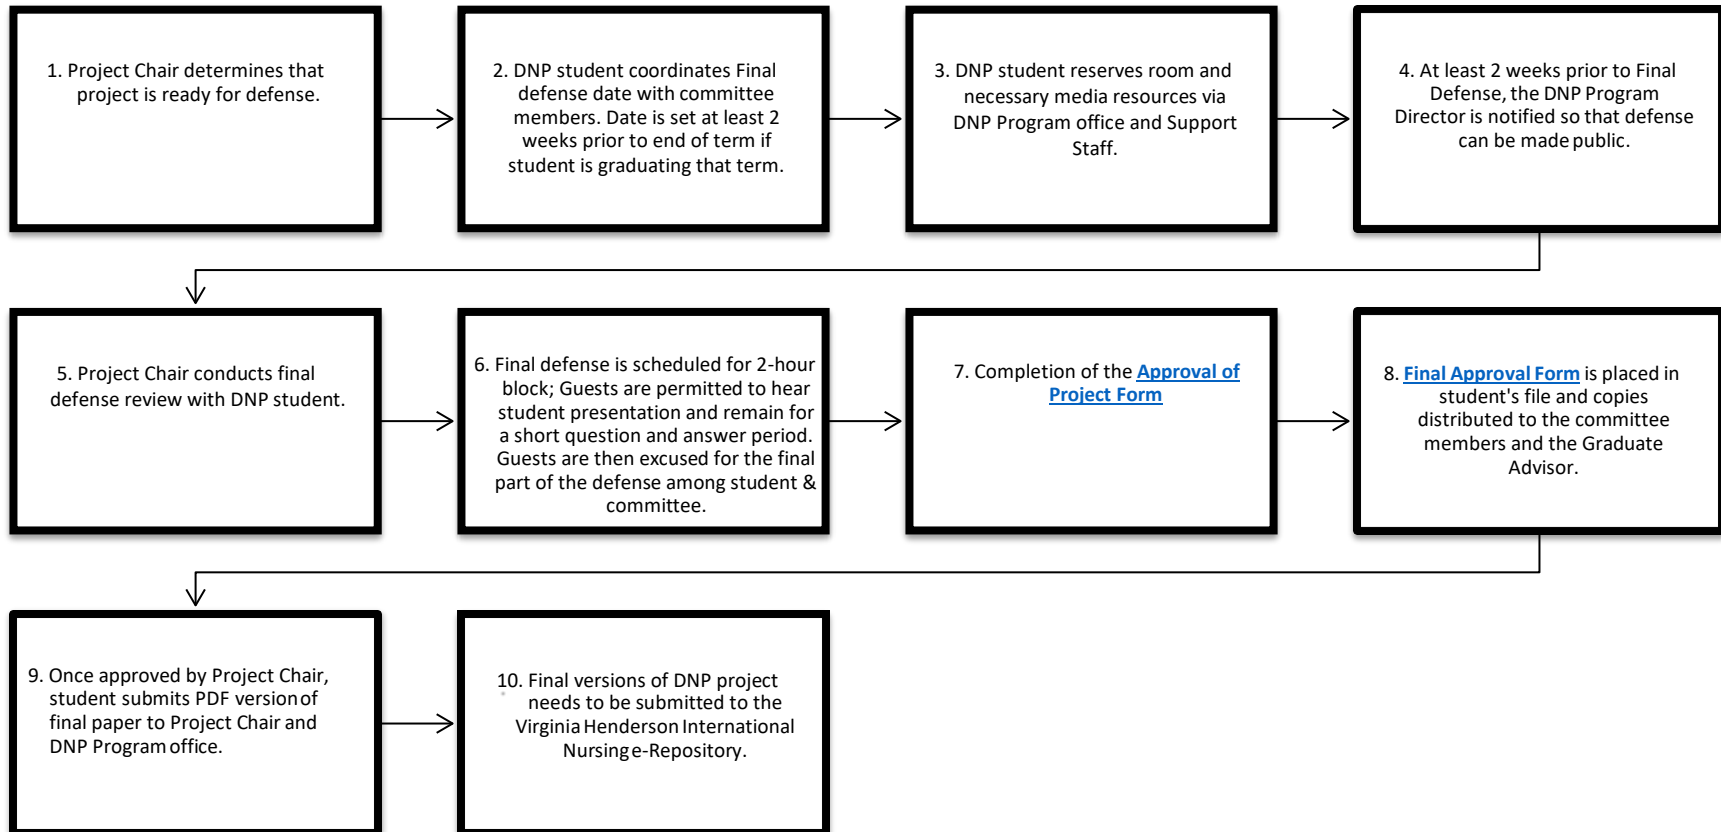 1. Project Chair determines that
project is ready for defense.
2. DNP student coordinates Final
defense date with committee
members. Date is set at least 2
weeks prior to end of term if
student is graduating that term.
3. DNP student reserves room and
necessary media resources via
DNP Program office and Support
Staff.
4. At least 2 weeks prior to Final
Defense, the DNP Program
Director is notified so that defense
can be made public.
5. Project Chair conducts final
defense review with DNP student.
6. Final defense is scheduled for 2-hour
block; Guests are permitted to hear
student presentation and remain for
a short question and answer period.
Guests are then excused for the final
part of the defense among student &
committee.
7. Completion of the Approval of
Project Form
8. Final Approval Form is placed in
student's file and copies
distributed to the committee
members and the Graduate
Advisor.
9. Once approved by Project Chair,
student submits PDF version of
final paper to Project Chair and
DNP Program office.
10. Final versions of DNP project
needs to be submitted to the
Virginia Henderson International
Nursing e-Repository.